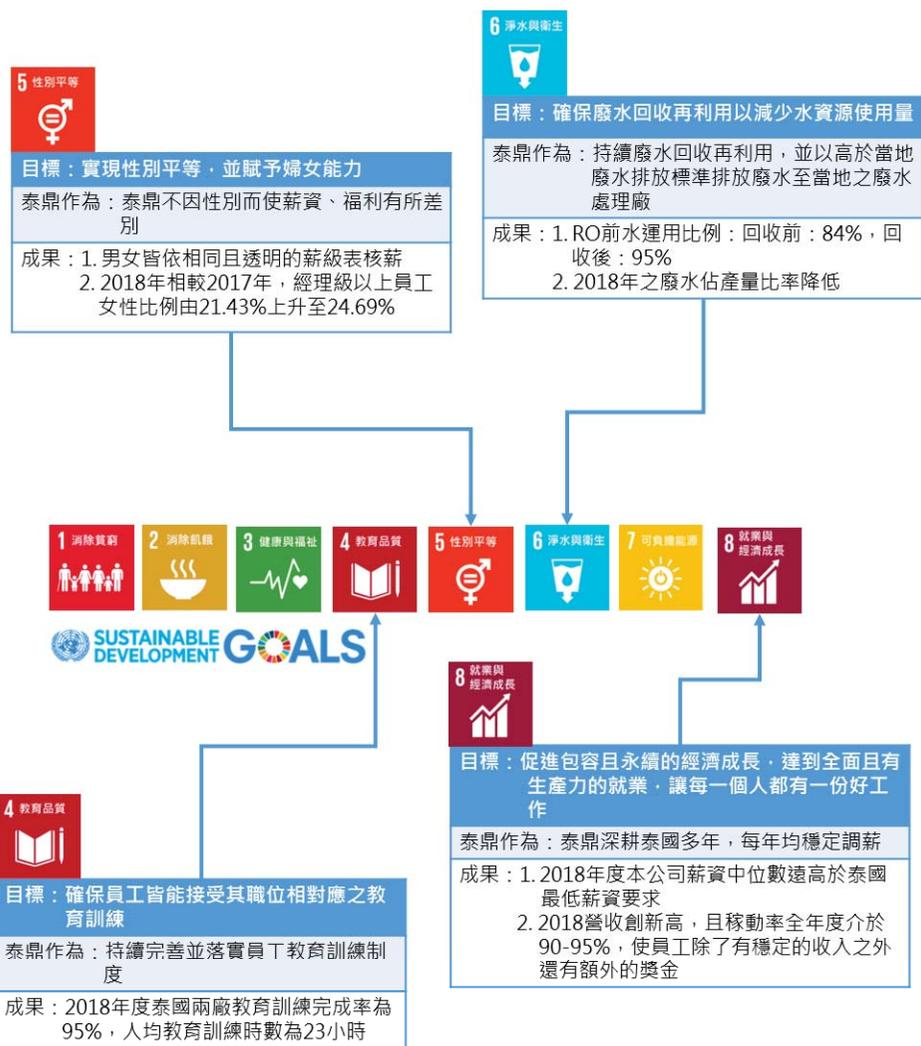 5 性別平等
目標：實現性別平等，並賦予婦女能力
泰鼎作為：泰鼎不因性別而使薪資、福利有所差
別
成果：1. 男女皆依相同且透明的薪級表核薪
2. 2018年相較2017年，經理級以上員工
女性比例由21.43%上升至24.69%
6 淨水與衛生
目標：確保廢水回收再利用以減少水資源使用量
泰鼎作為：持續廢水回收再利用，並以高於當地
廢水排放標準排放廢水至當地之廢水
處理廠
成果：1. RO前水運用比例：回收前：84%，回
收後：95%
2. 2018年之廢水佔產量比率降低
1 消除貧窮
2 消除飢餓
3 健康與福祉
4 教育品質
5 性別平等
6 淨水與衛生
7 可負擔能源
8 就業與
經濟成長
SUSTAINABLE
DEVELOPMENT GOALS
4 教育品質
目標：確保員工皆能接受其職位相對應之教
育訓練
泰鼎作為：持續完善並落實員工教育訓練制
度
成果：2018年度泰國兩廠教育訓練完成率為
95%，人均教育訓練時數為23小時
8 就業與
經濟成長
目標：促進包容且永續的經濟成長，達到全面且有
生產力的就業，讓每一個人都有一份好工
作
泰鼎作為：泰鼎深耕泰國多年，每年均穩定調薪
成果：1. 2018年度本公司薪資中位數遠高於泰國
最低薪資要求
2. 2018營收創新高，且稼動率全年度介於
90-95%，使員工除了有穩定的收入之外
還有額外的獎金